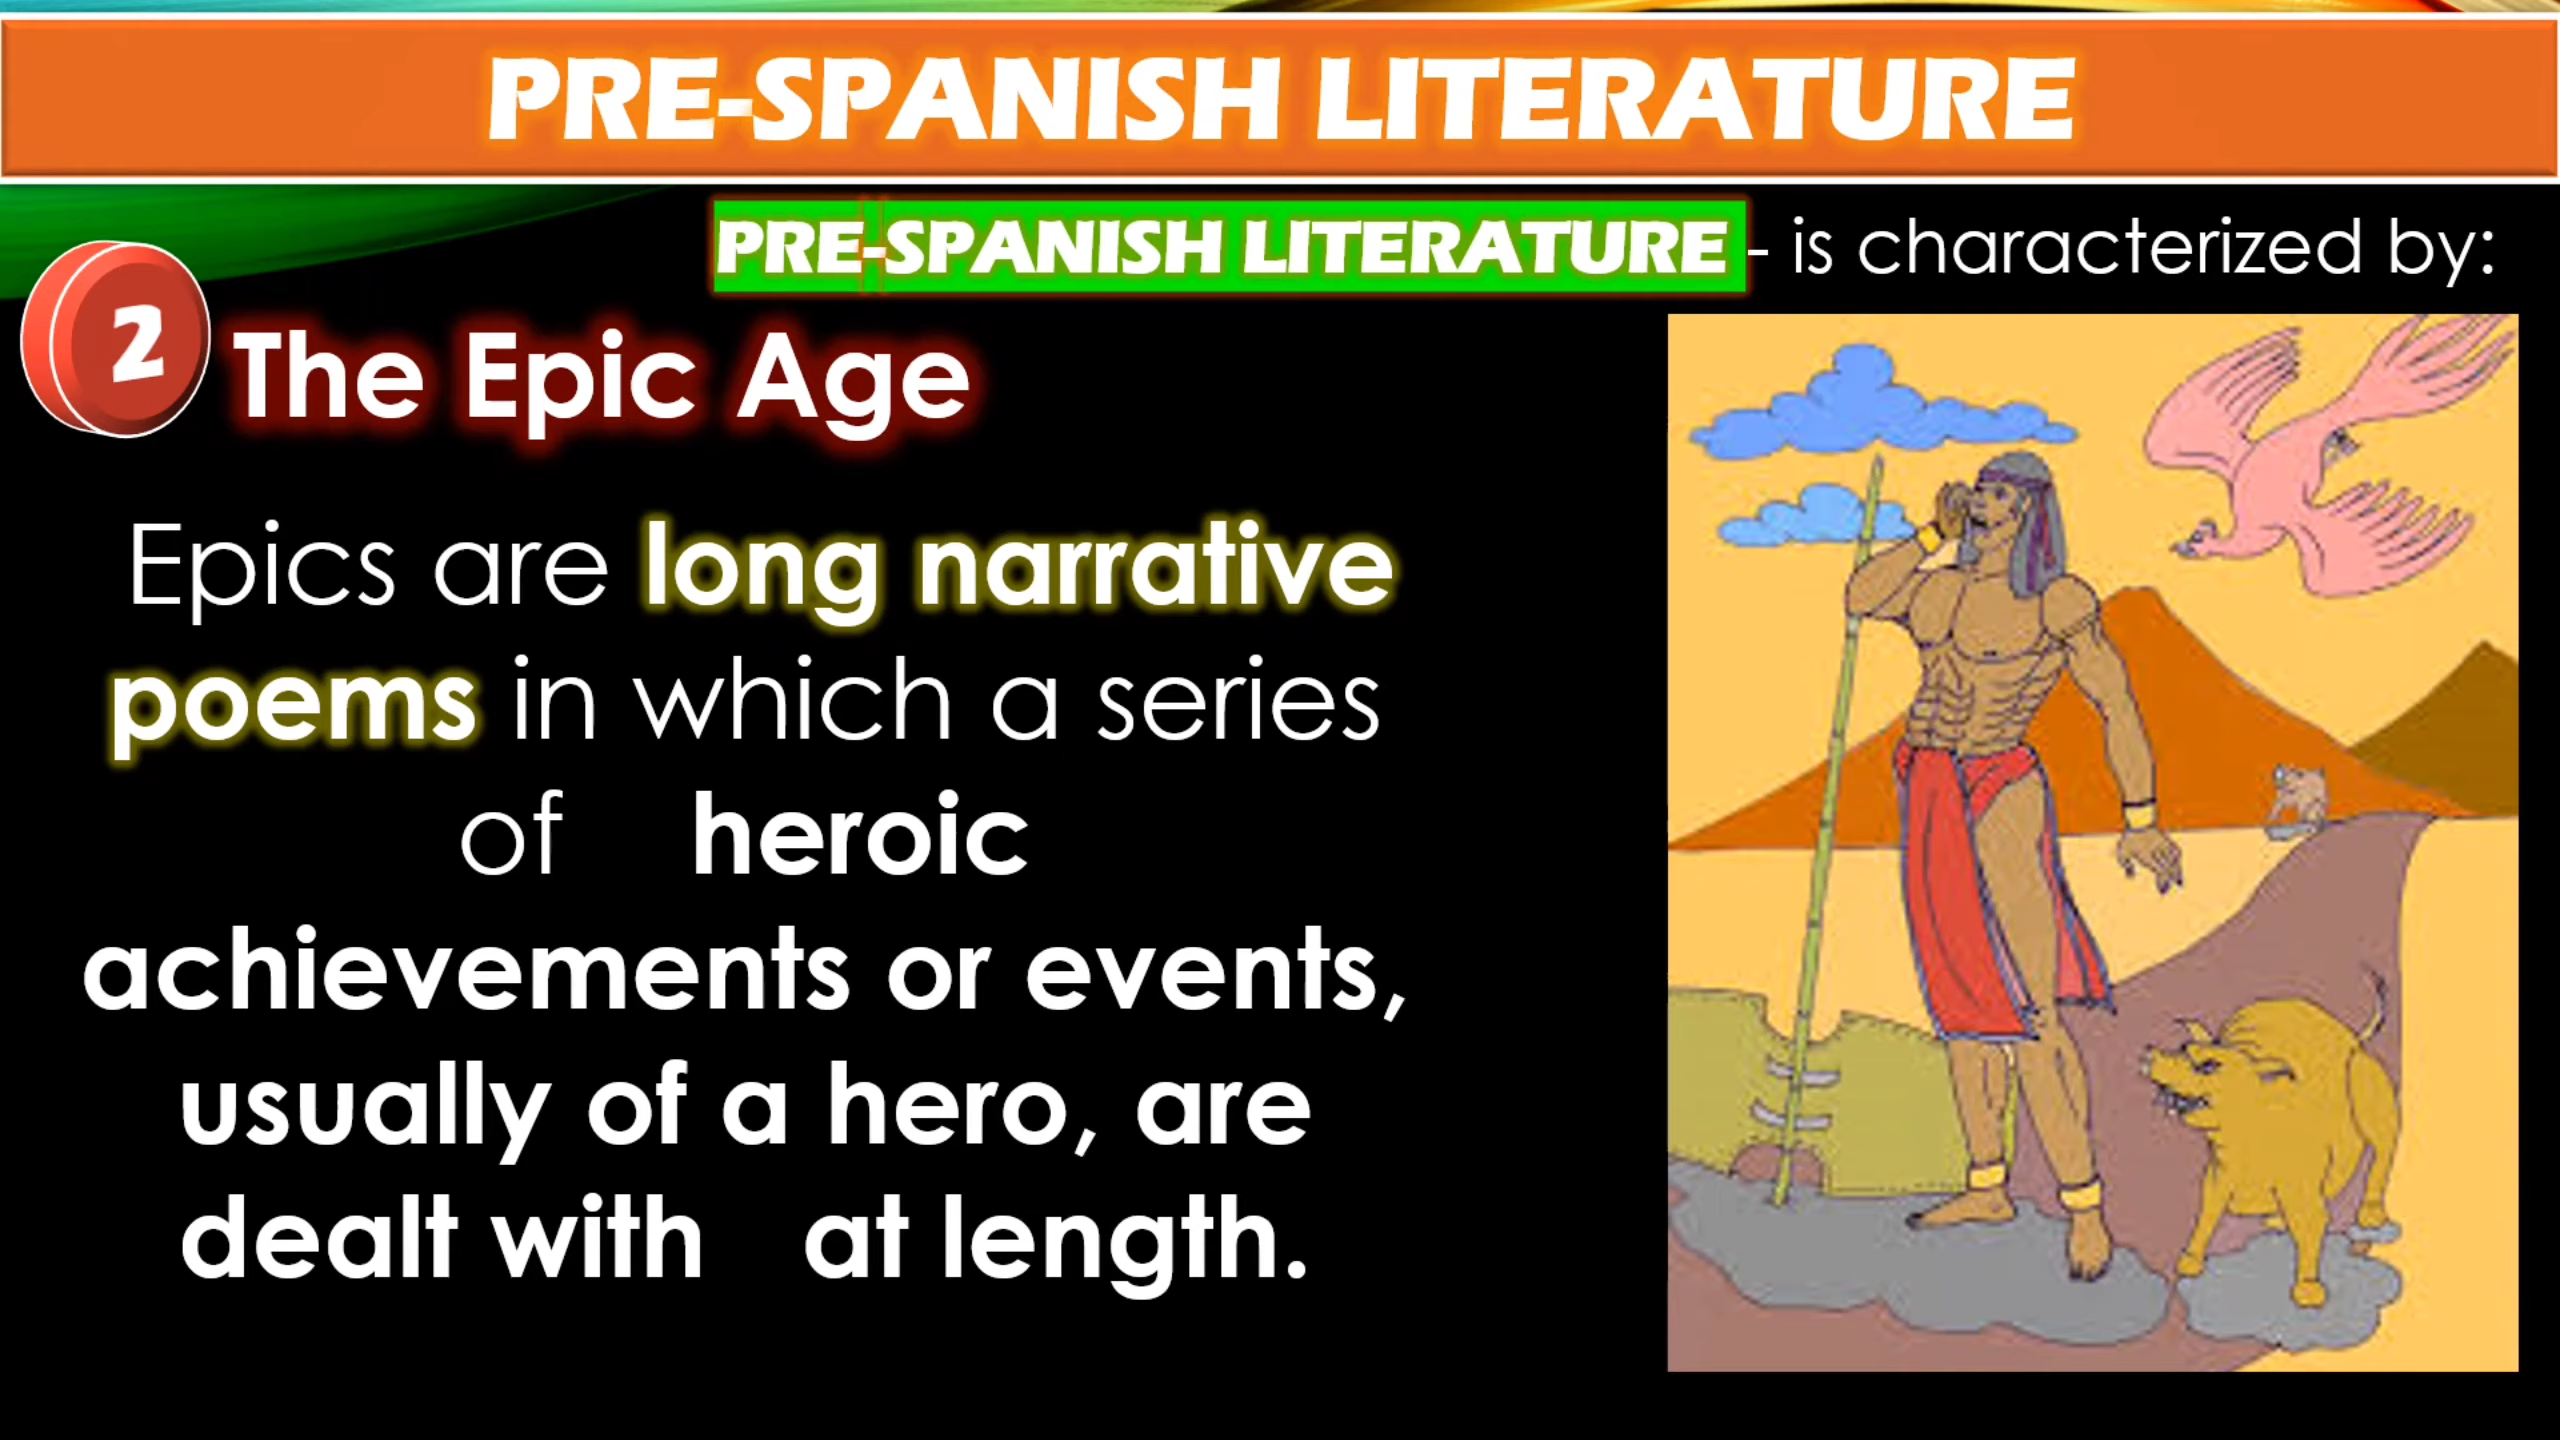 PRE-SPANISH LITERATURE
PRE-SPANISH LITERATURE - is characterized by:
2 The Epic Age
Epics are long narrative
poems in which a series
of heroic
achievements or events,
usually of a hero, are
dealt with at length.